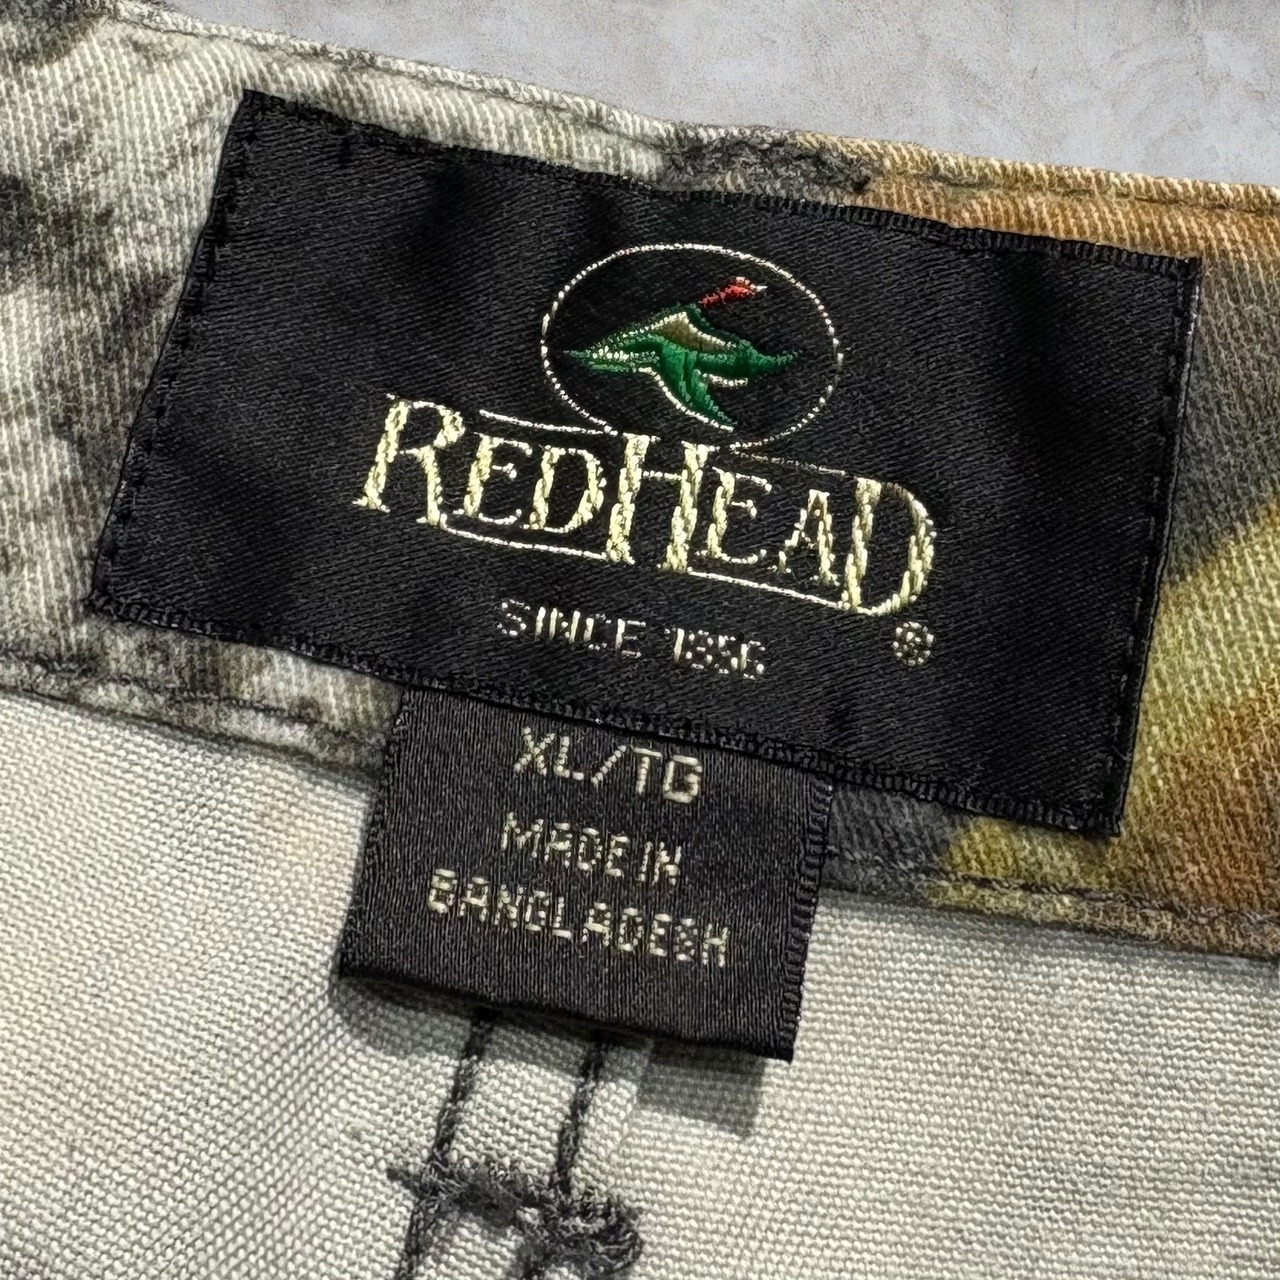 REDHEAD
®
SINCE 1856
XL/TG
MADE IN
BANGLADESH